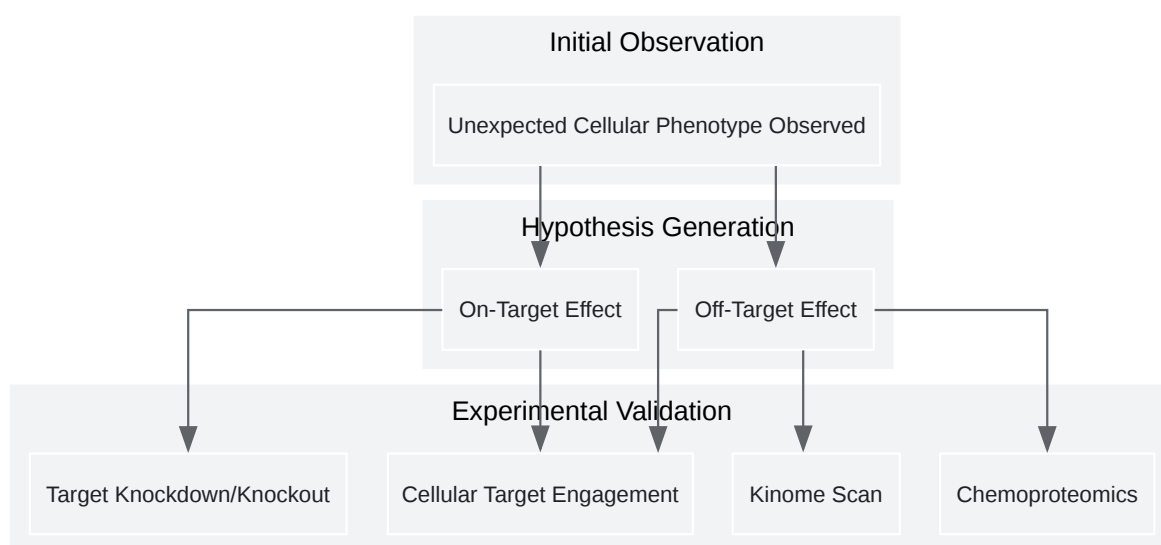 Initial Observation
Unexpected Cellular Phenotype Observed
Hypothesis Generation
On-Target Effect
Off-Target Effect
Experimental Validation
Target Knockdown/Knockout
Cellular Target Engagement
Kinome Scan
Chemoproteomics